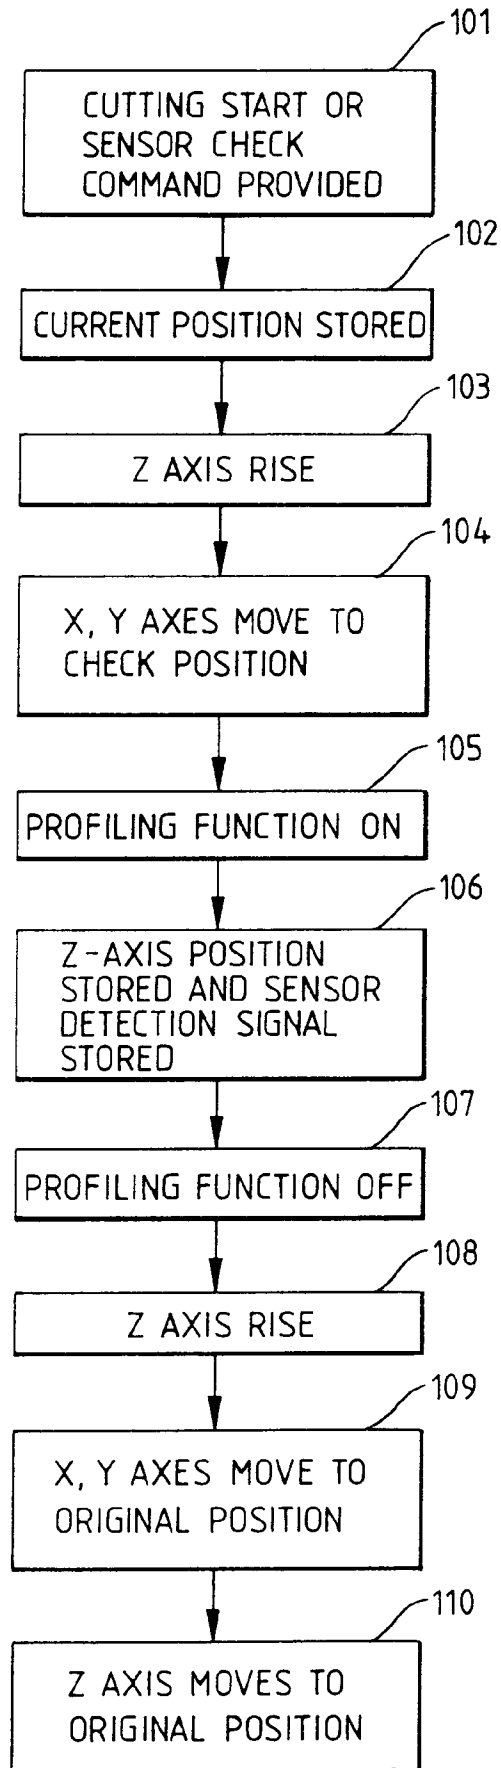 101
CUTTING START OR
SENSOR CHECK
COMMAND PROVIDED
102
CURRENT POSITION STORED
103
Z AXIS RISE
104
X, Y AXES MOVE TO
CHECK POSITION
105
PROFILING FUNCTION ON
106
Z-AXIS POSITION
STORED AND SENSOR
DETECTION SIGNAL
STORED
107
PROFILING FUNCTION OFF
108
Z AXIS RISE
109
X, Y AXES MOVE TO
ORIGINAL POSITION
110
Z AXIS MOVES TO
ORIGINAL POSITION